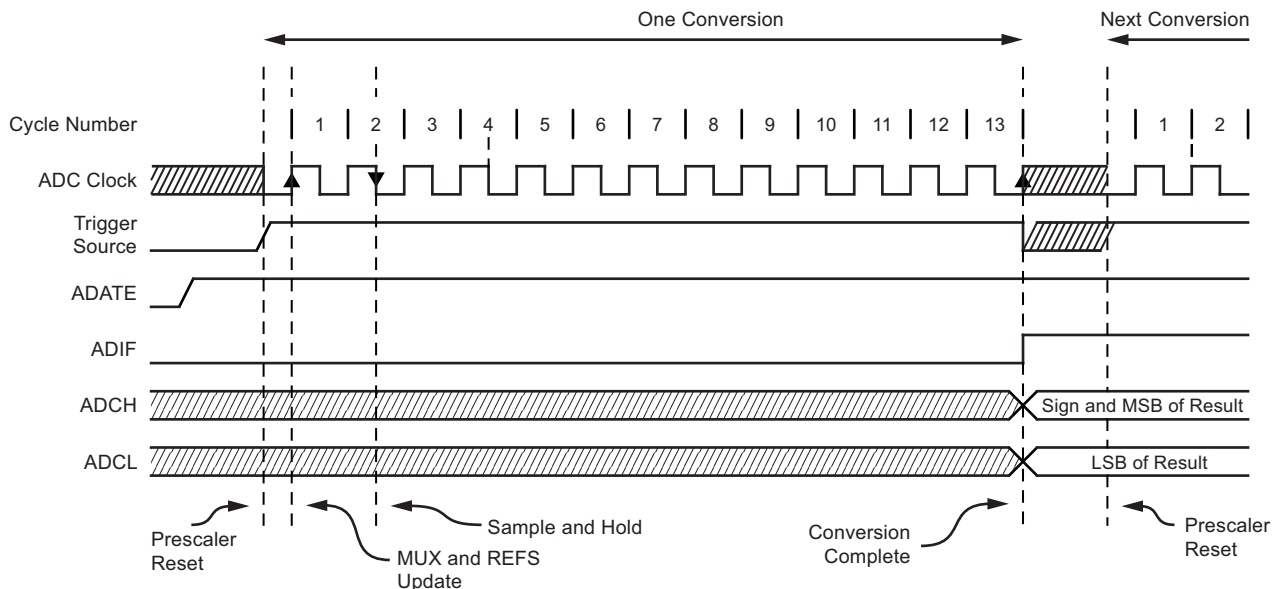 One Conversion
Next Conversion
Cycle Number
1 2 3 4 5 6 7 8 9 10 11 12 13 1 2
ADC Clock
Trigger
Source
ADATE
ADIF
ADCH
Sign and MSB of Result
ADCL
LSB of Result
Prescaler
Reset
MUX and REFS
Update
Sample and Hold
Conversion
Complete
Prescaler
Reset